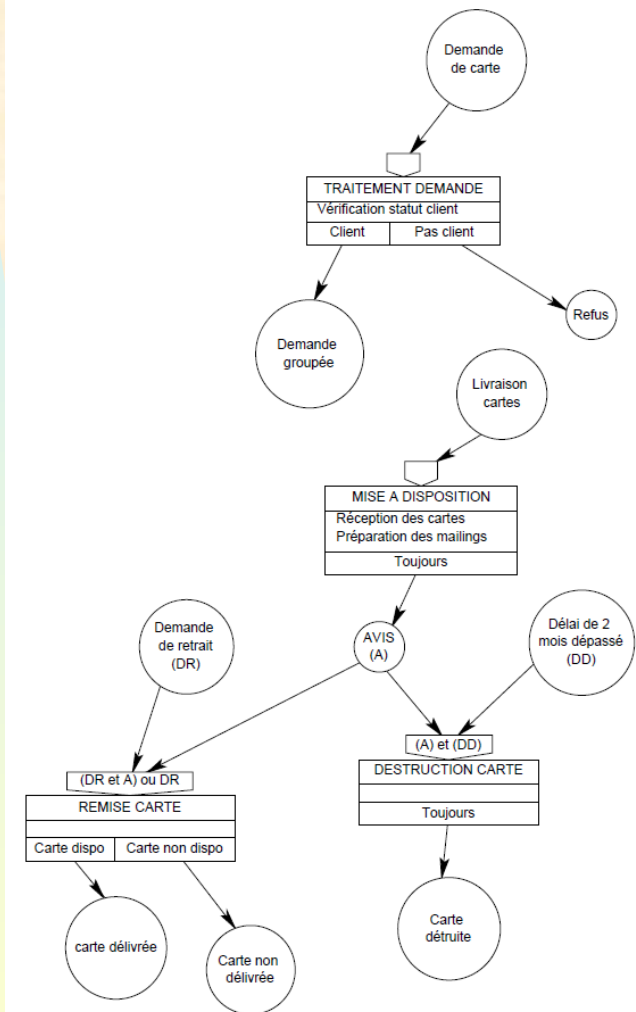 Demande
de carte
TRAITEMENT DEMANDE
Vérification statut client
Client
Pas client
Demande
groupée
Refus
Livraison
cartes
MISE A DISPOSITION
Réception des cartes
Préparation des mailings
Toujours
Demande
de retrait
(DR)
AVIS
(A)
Délai de 2
mois dépassé
(DD)
(DR et A) ou DR
REMISE CARTE
Carte dispo
Carte non dispo
(A) et (DD)
DESTRUCTION CARTE
Toujours
carte délivrée
Carte non
délivrée
Carte
détruite